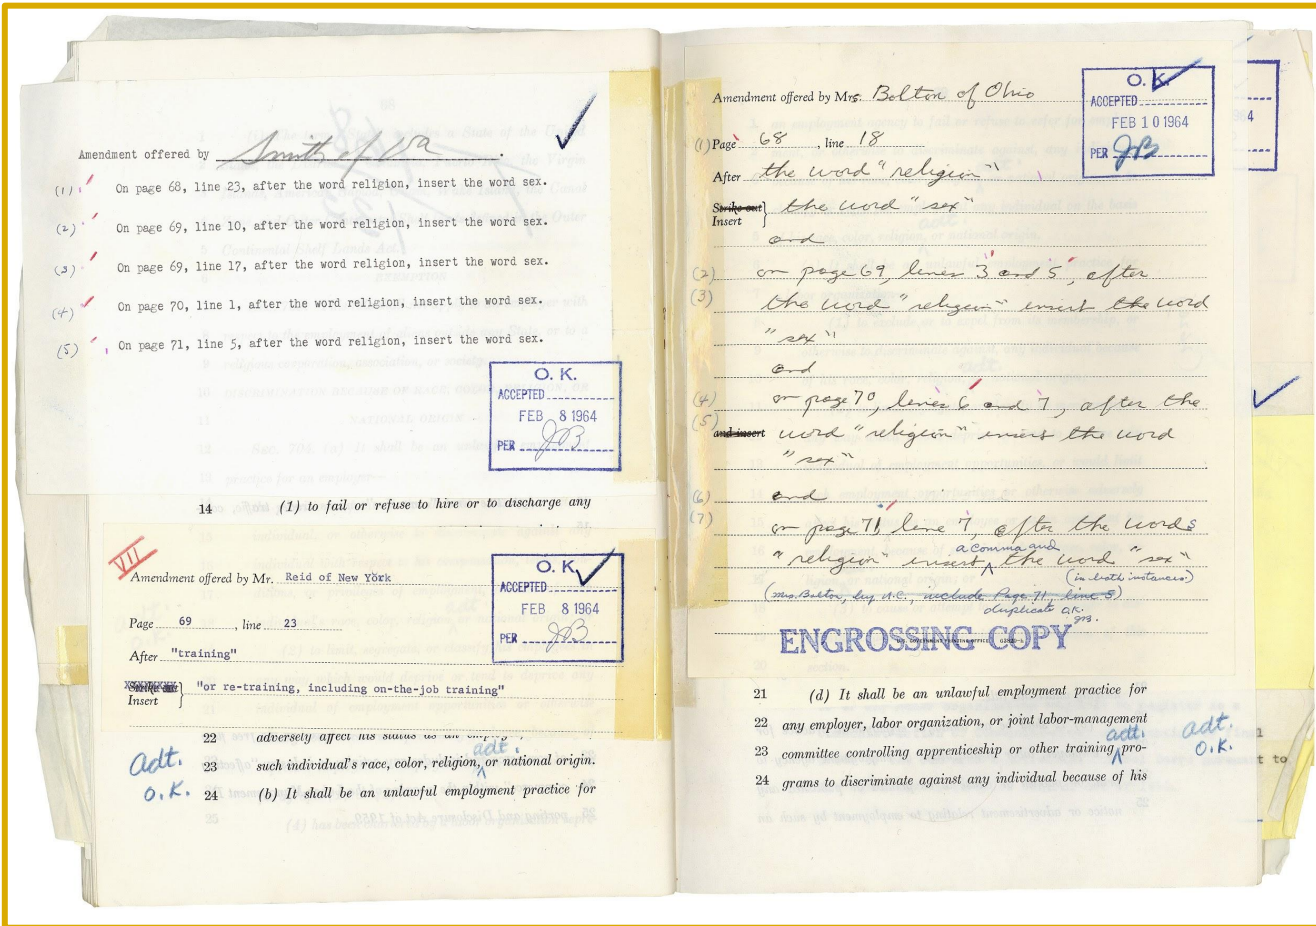 Amendment offered by Smith of Va.
(1) On page 68, line 23, after the word religion, insert the word sex.
(2) On page 69, line 10, after the word religion, insert the word sex.
(3) On page 69, line 17, after the word religion, insert the word sex.
(4) On page 70, line 1, after the word religion, insert the word sex.
(5) On page 71, line 5, after the word religion, insert the word sex.
O. K.
ACCEPTED
FEB 8 1964
PER JB
14 (1) to fail or refuse to hire or to discharge any
VII
Amendment offered by Mr. Reid of New York
Page 69, line 23
After "training"
Strike out
Insert } "or re-training, including on-the-job training"
O. K.
ACCEPTED
FEB 8 1964
PER JB
22 adversely affect his status as an employee,
adt.
23 such individual's race, color, religion, or national origin.
24 (b) It shall be an unlawful employment practice for
adt.
O.K.
Amendment offered by Mrs. Bolton of Ohio
O. K.
ACCEPTED
FEB 10 1964
PER JB
(1) Page 68, line 18
After the word "religion"
Strike out
Insert } the word "sex"
and
(2) on page 69, lines 3 and 5, after
(3) the word "religion" insert the word
"sex"
and
(4) on page 70, lines 6 and 7, after the
(5) and insert word "religion" insert the word
"sex"
(6) and
(7) on page 71, line 7, after the words
"religion" insert a comma and the word "sex"
(in both instances)
(Mrs. Bolton, by U.C., include Page 71, line 5)
duplicate O.K.
JB.
ENGROSSING COPY
21 (d) It shall be an unlawful employment practice for
22 any employer, labor organization, or joint labor-management
adt.
23 committee controlling apprenticeship or other training pro-
24 grams to discriminate against any individual because of his
adt.
O.K.